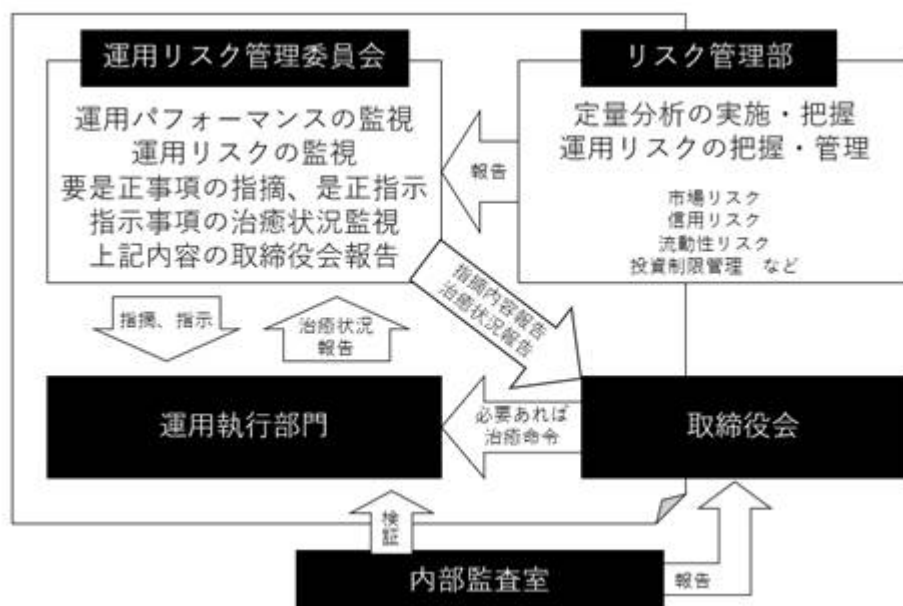 運用リスク管理委員会
運用パフォーマンスの監視
運用リスクの監視
要是正事項の指摘、是正指示
指示事項の治癒状況監視
上記内容の取締役会報告
報告
リスク管理部
定量分析の実施・把握
運用リスクの把握・管理
市場リスク
信用リスク
流動性リスク
投資制限管理 など
指摘、指示
治癒状況
報告
指摘内容報告
治癒状況報告
運用執行部門
必要あれば
治癒命令
取締役会
検証
内部監査室
報告